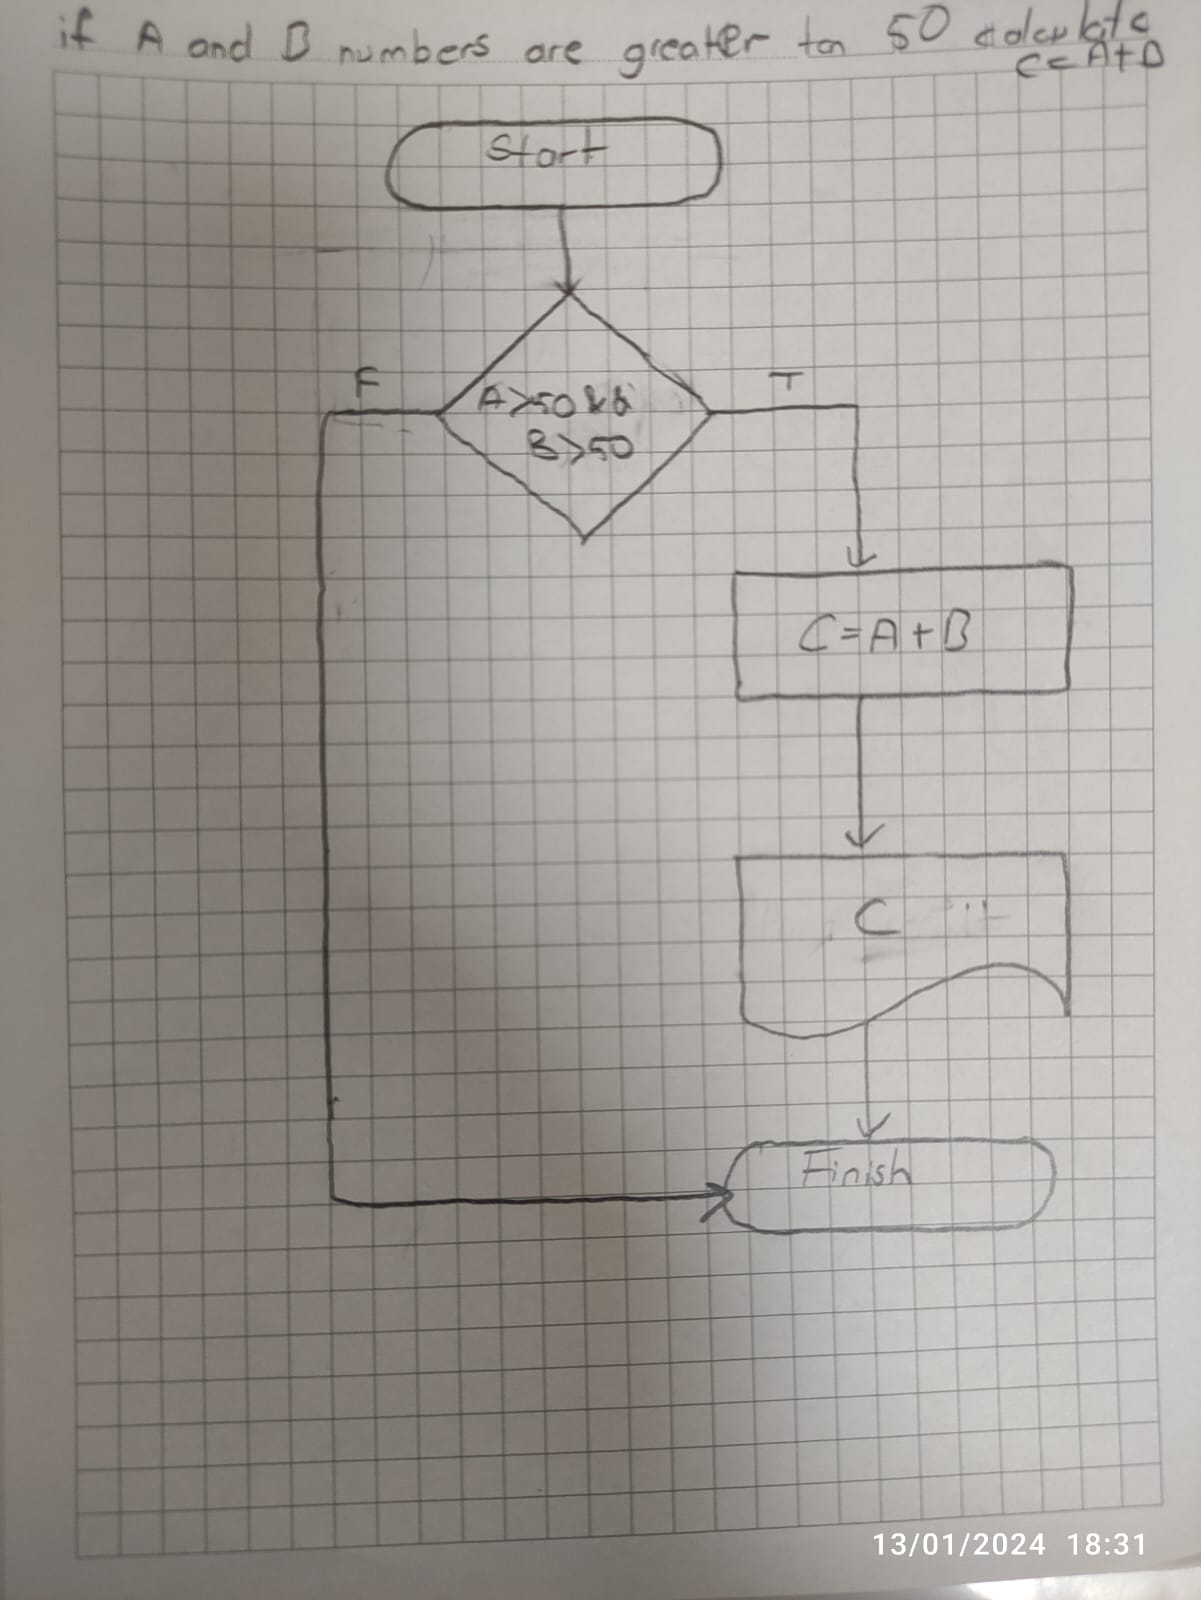 if A and B numbers are greater tan 50 calculate
C = A+B
Start
F
T
A>50 &&
B>50
C=A+B
C
Finish
13/01/2024 18:31